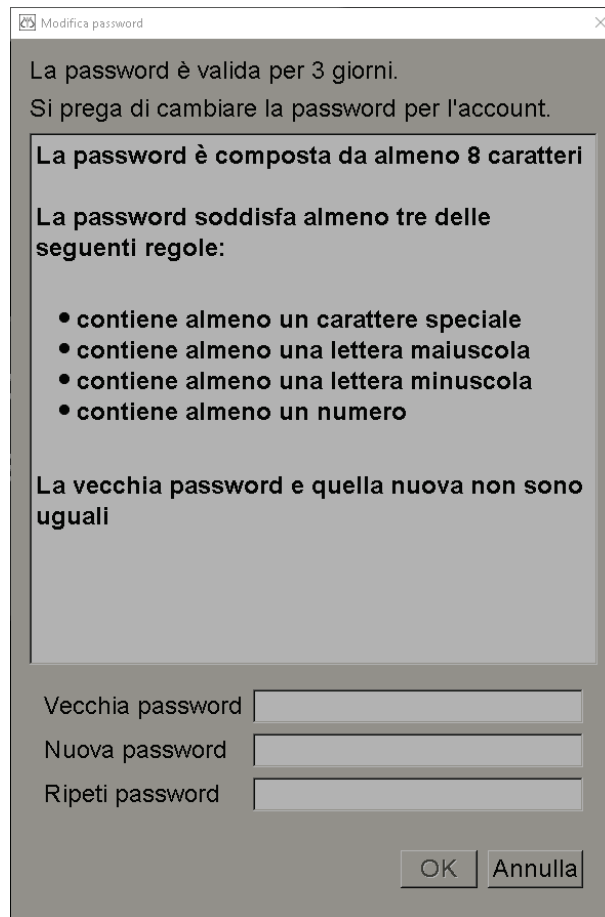 Modifica password
La password è valida per 3 giorni.
Si prega di cambiare la password per l'account.
La password è composta da almeno 8 caratteri
La password soddisfa almeno tre delle
seguenti regole:
• contiene almeno un carattere speciale
• contiene almeno una lettera maiuscola
• contiene almeno una lettera minuscola
• contiene almeno un numero
La vecchia password e quella nuova non sono
uguali
Vecchia password
Nuova password
Ripeti password
OK Annulla